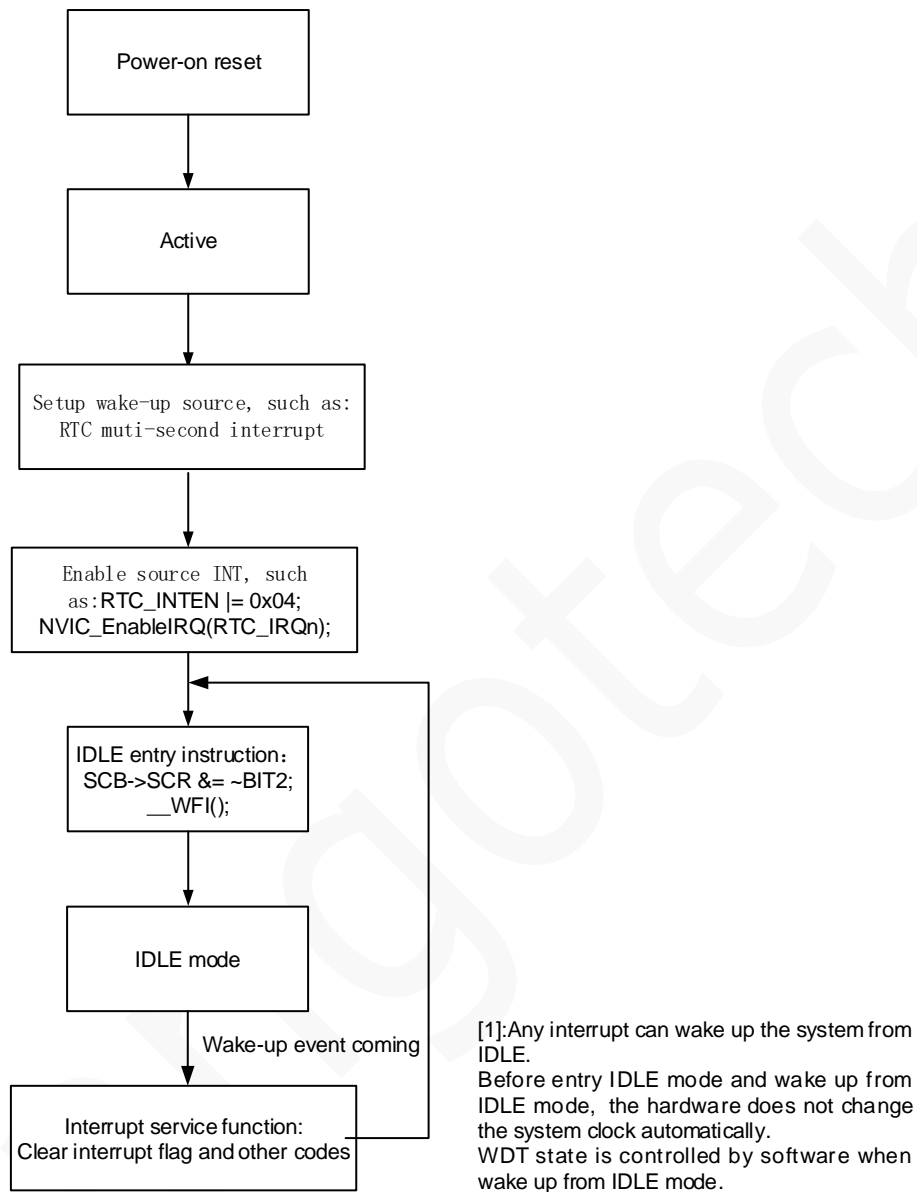 Power-on reset
Active
Setup wake-up source, such as:
RTC muti-second interrupt
Enable source INT, such
as:RTC_INTEN |= 0x04;
NVIC_EnableIRQ(RTC_IRQn);
IDLE entry instruction：
SCB->SCR &= ~BIT2;
__WFI();
IDLE mode
Wake-up event coming
Interrupt service function:
Clear interrupt flag and other codes
[1]:Any interrupt can wake up the system from
IDLE.
Before entry IDLE mode and wake up from
IDLE mode, the hardware does not change
the system clock automatically.
WDT state is controlled by software when
wake up from IDLE mode.